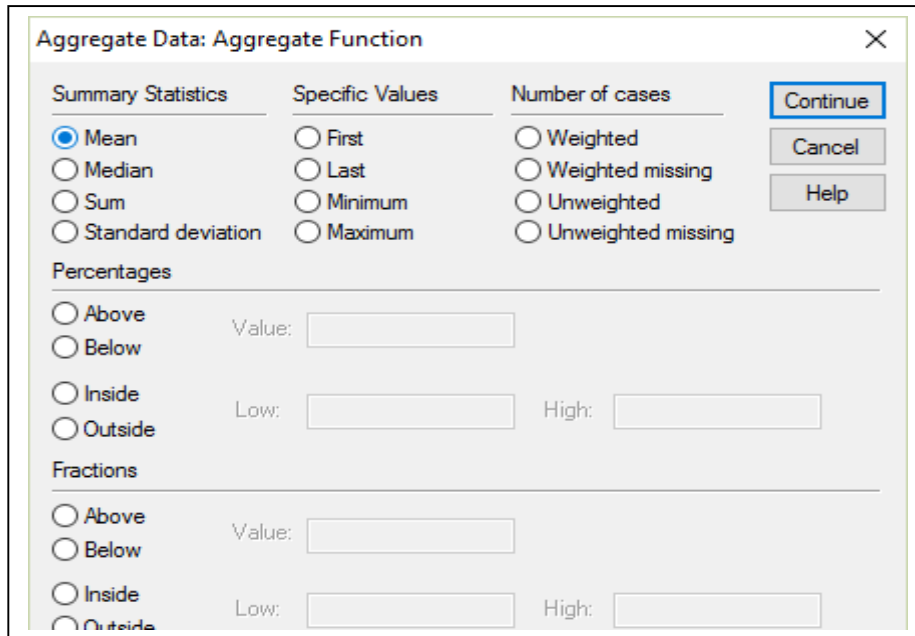 Aggregate Data: Aggregate Function
Summary Statistics
Mean
Median
Sum
Standard deviation
Specific Values
First
Last
Minimum
Maximum
Number of cases
Weighted
Weighted missing
Unweighted
Unweighted missing
Continue
Cancel
Help
Percentages
Above
Below
Value:
Inside
Outside
Low:
High:
Fractions
Above
Below
Value:
Inside
Outside
Low:
High: